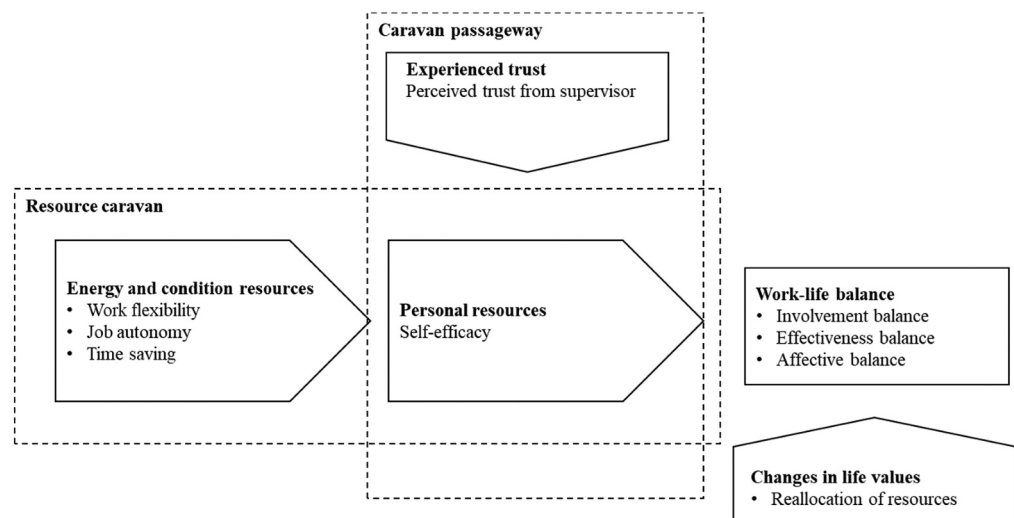 Caravan passageway
Experienced trust
Perceived trust from supervisor
Resource caravan
Energy and condition resources
• Work flexibility
• Job autonomy
• Time saving
Personal resources
Self-efficacy
Work-life balance
• Involvement balance
• Effectiveness balance
• Affective balance
Changes in life values
• Reallocation of resources